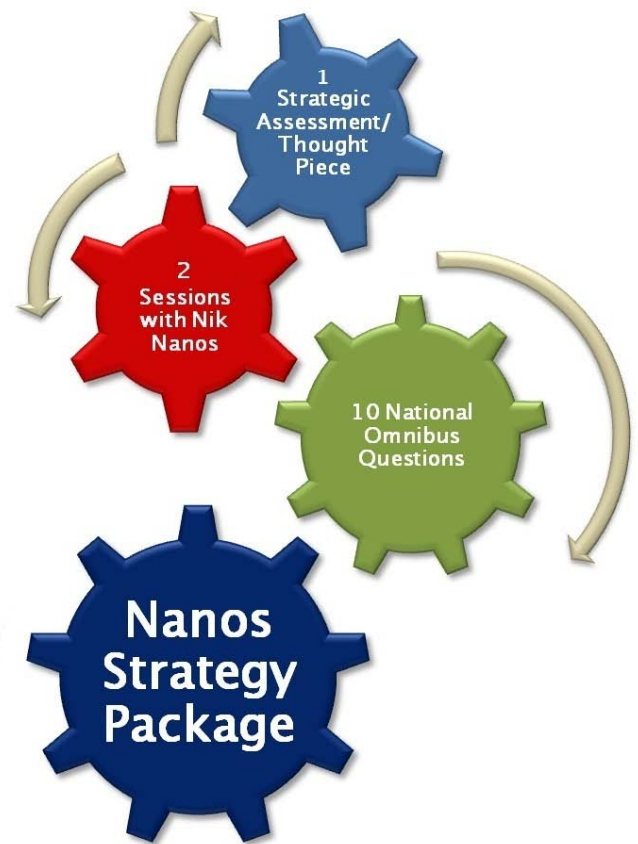 1
Strategic
Assessment/
Thought
Piece
2
Sessions
with Nik
Nanos
10 National
Omnibus
Questions
Nanos
Strategy
Package